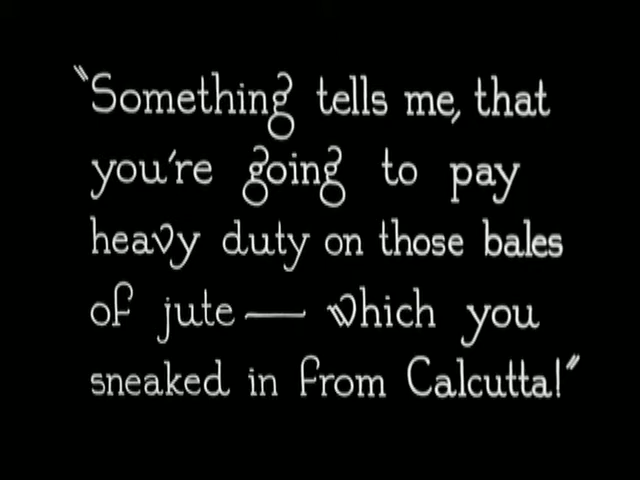 "Something tells me, that
you're going to pay
heavy duty on those bales
of jute — which you
sneaked in from Calcutta!"